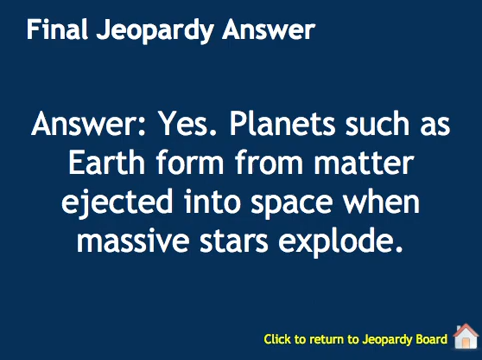 Final Jeopardy Answer
Answer: Yes. Planets such as
Earth form from matter
ejected into space when
massive stars explode.
Click to return to Jeopardy Board